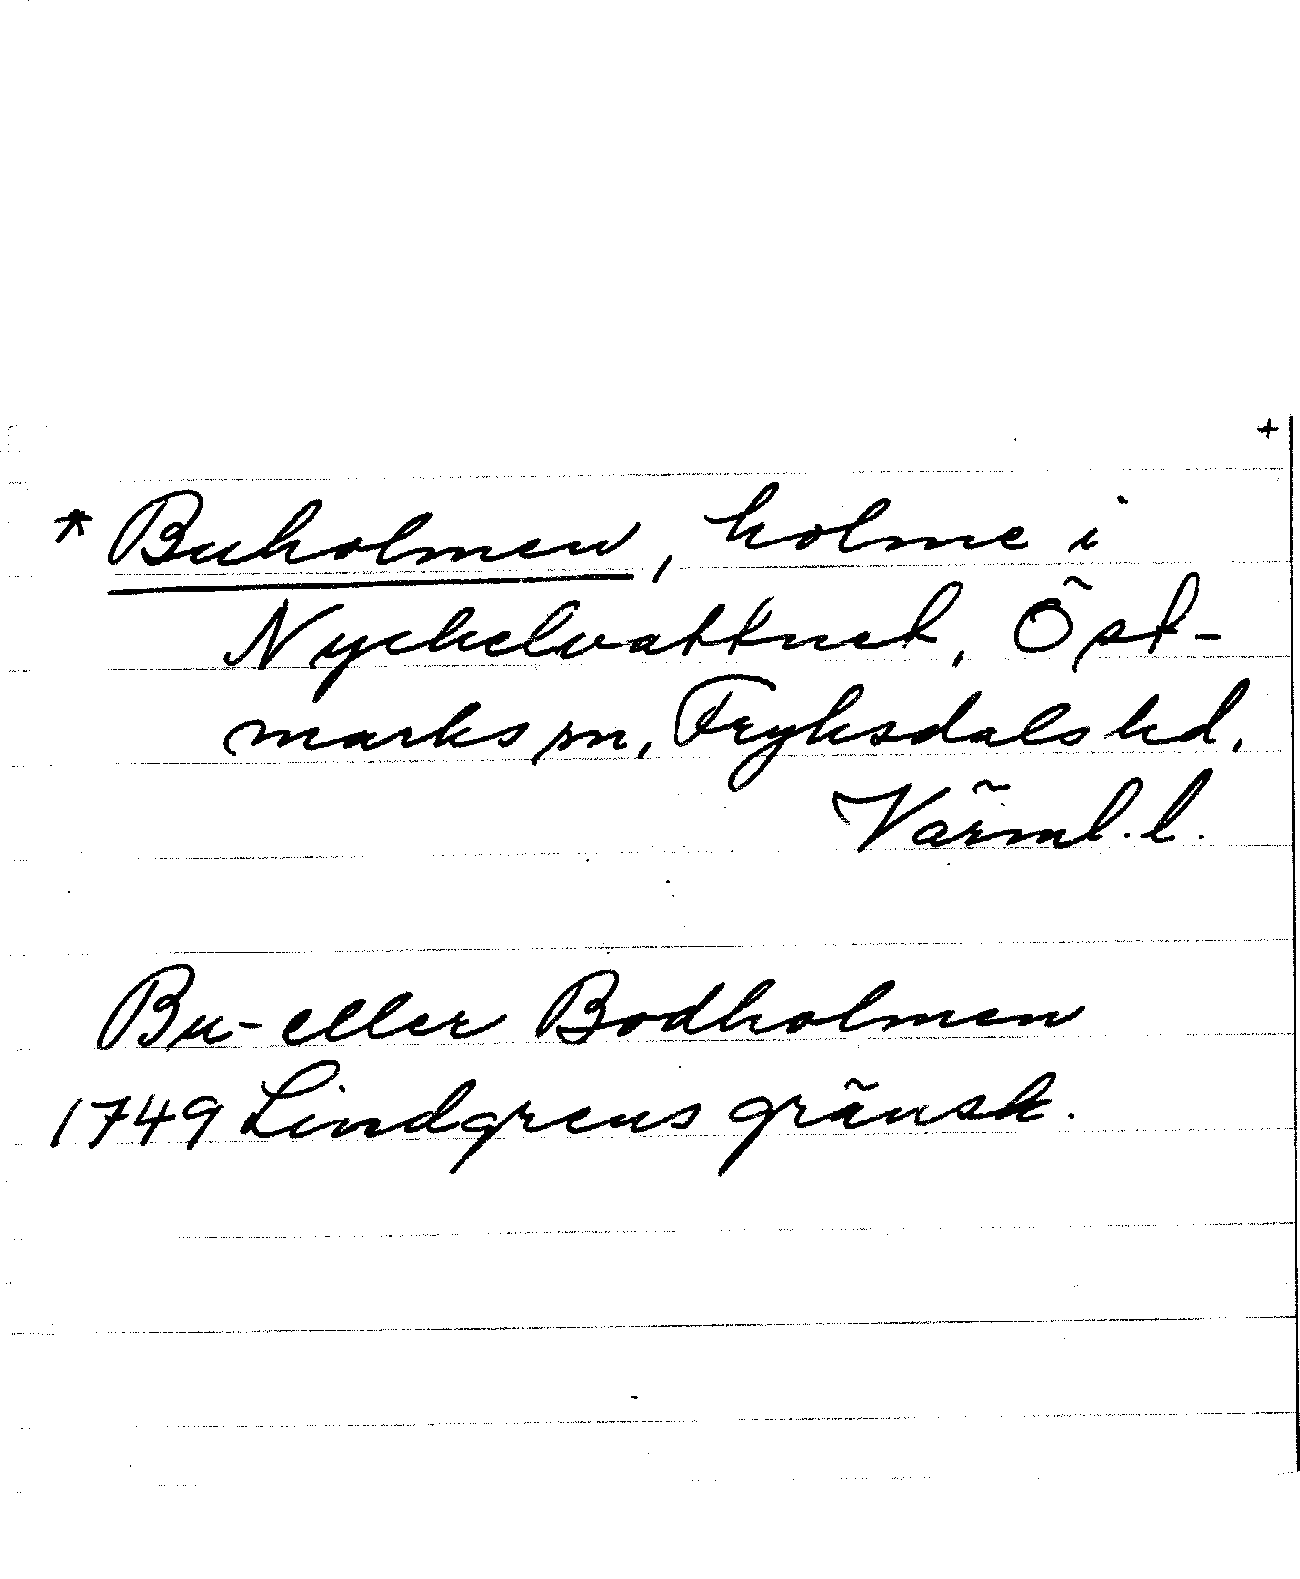 +
* Buholmen, holme i
Nyckelvattnet, Öst-
marks sn, Fryksdals hd,
Värml. l.
Bu- eller Bodholmen
1749 Lindgrens gränsk.